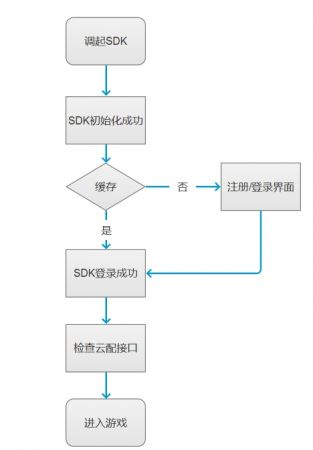 调起SDK
SDK初始化成功
缓存
否
注册/登录界面
是
SDK登录成功
检查云配接口
进入游戏